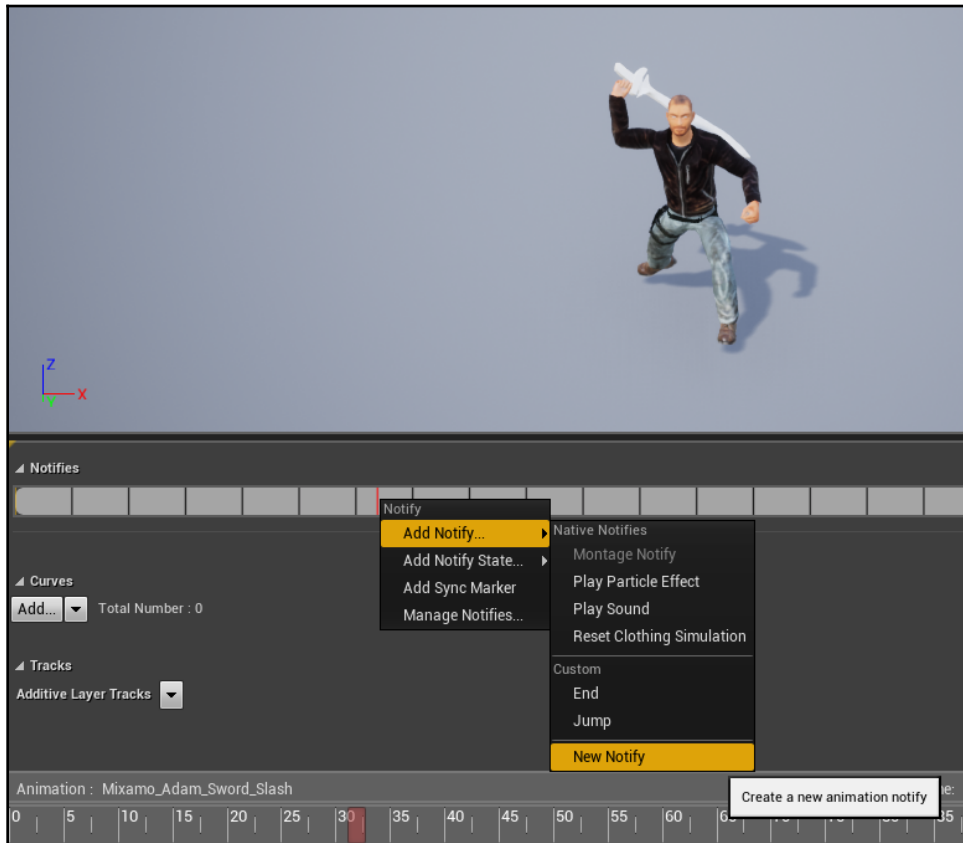 Z
X
Y
Notifies
Notify
Add Notify...
Native Notifies
Montage Notify
Add Notify State...
Curves
Play Particle Effect
Add Sync Marker
Add...
Total Number : 0
Play Sound
Manage Notifies...
Reset Clothing Simulation
Tracks
Custom
Additive Layer Tracks
End
Jump
New Notify
Animation : Mixamo_Adam_Sword_Slash
Create a new animation notify
me:
0 5 10 15 20 25 30 35 40 45 50 55 60